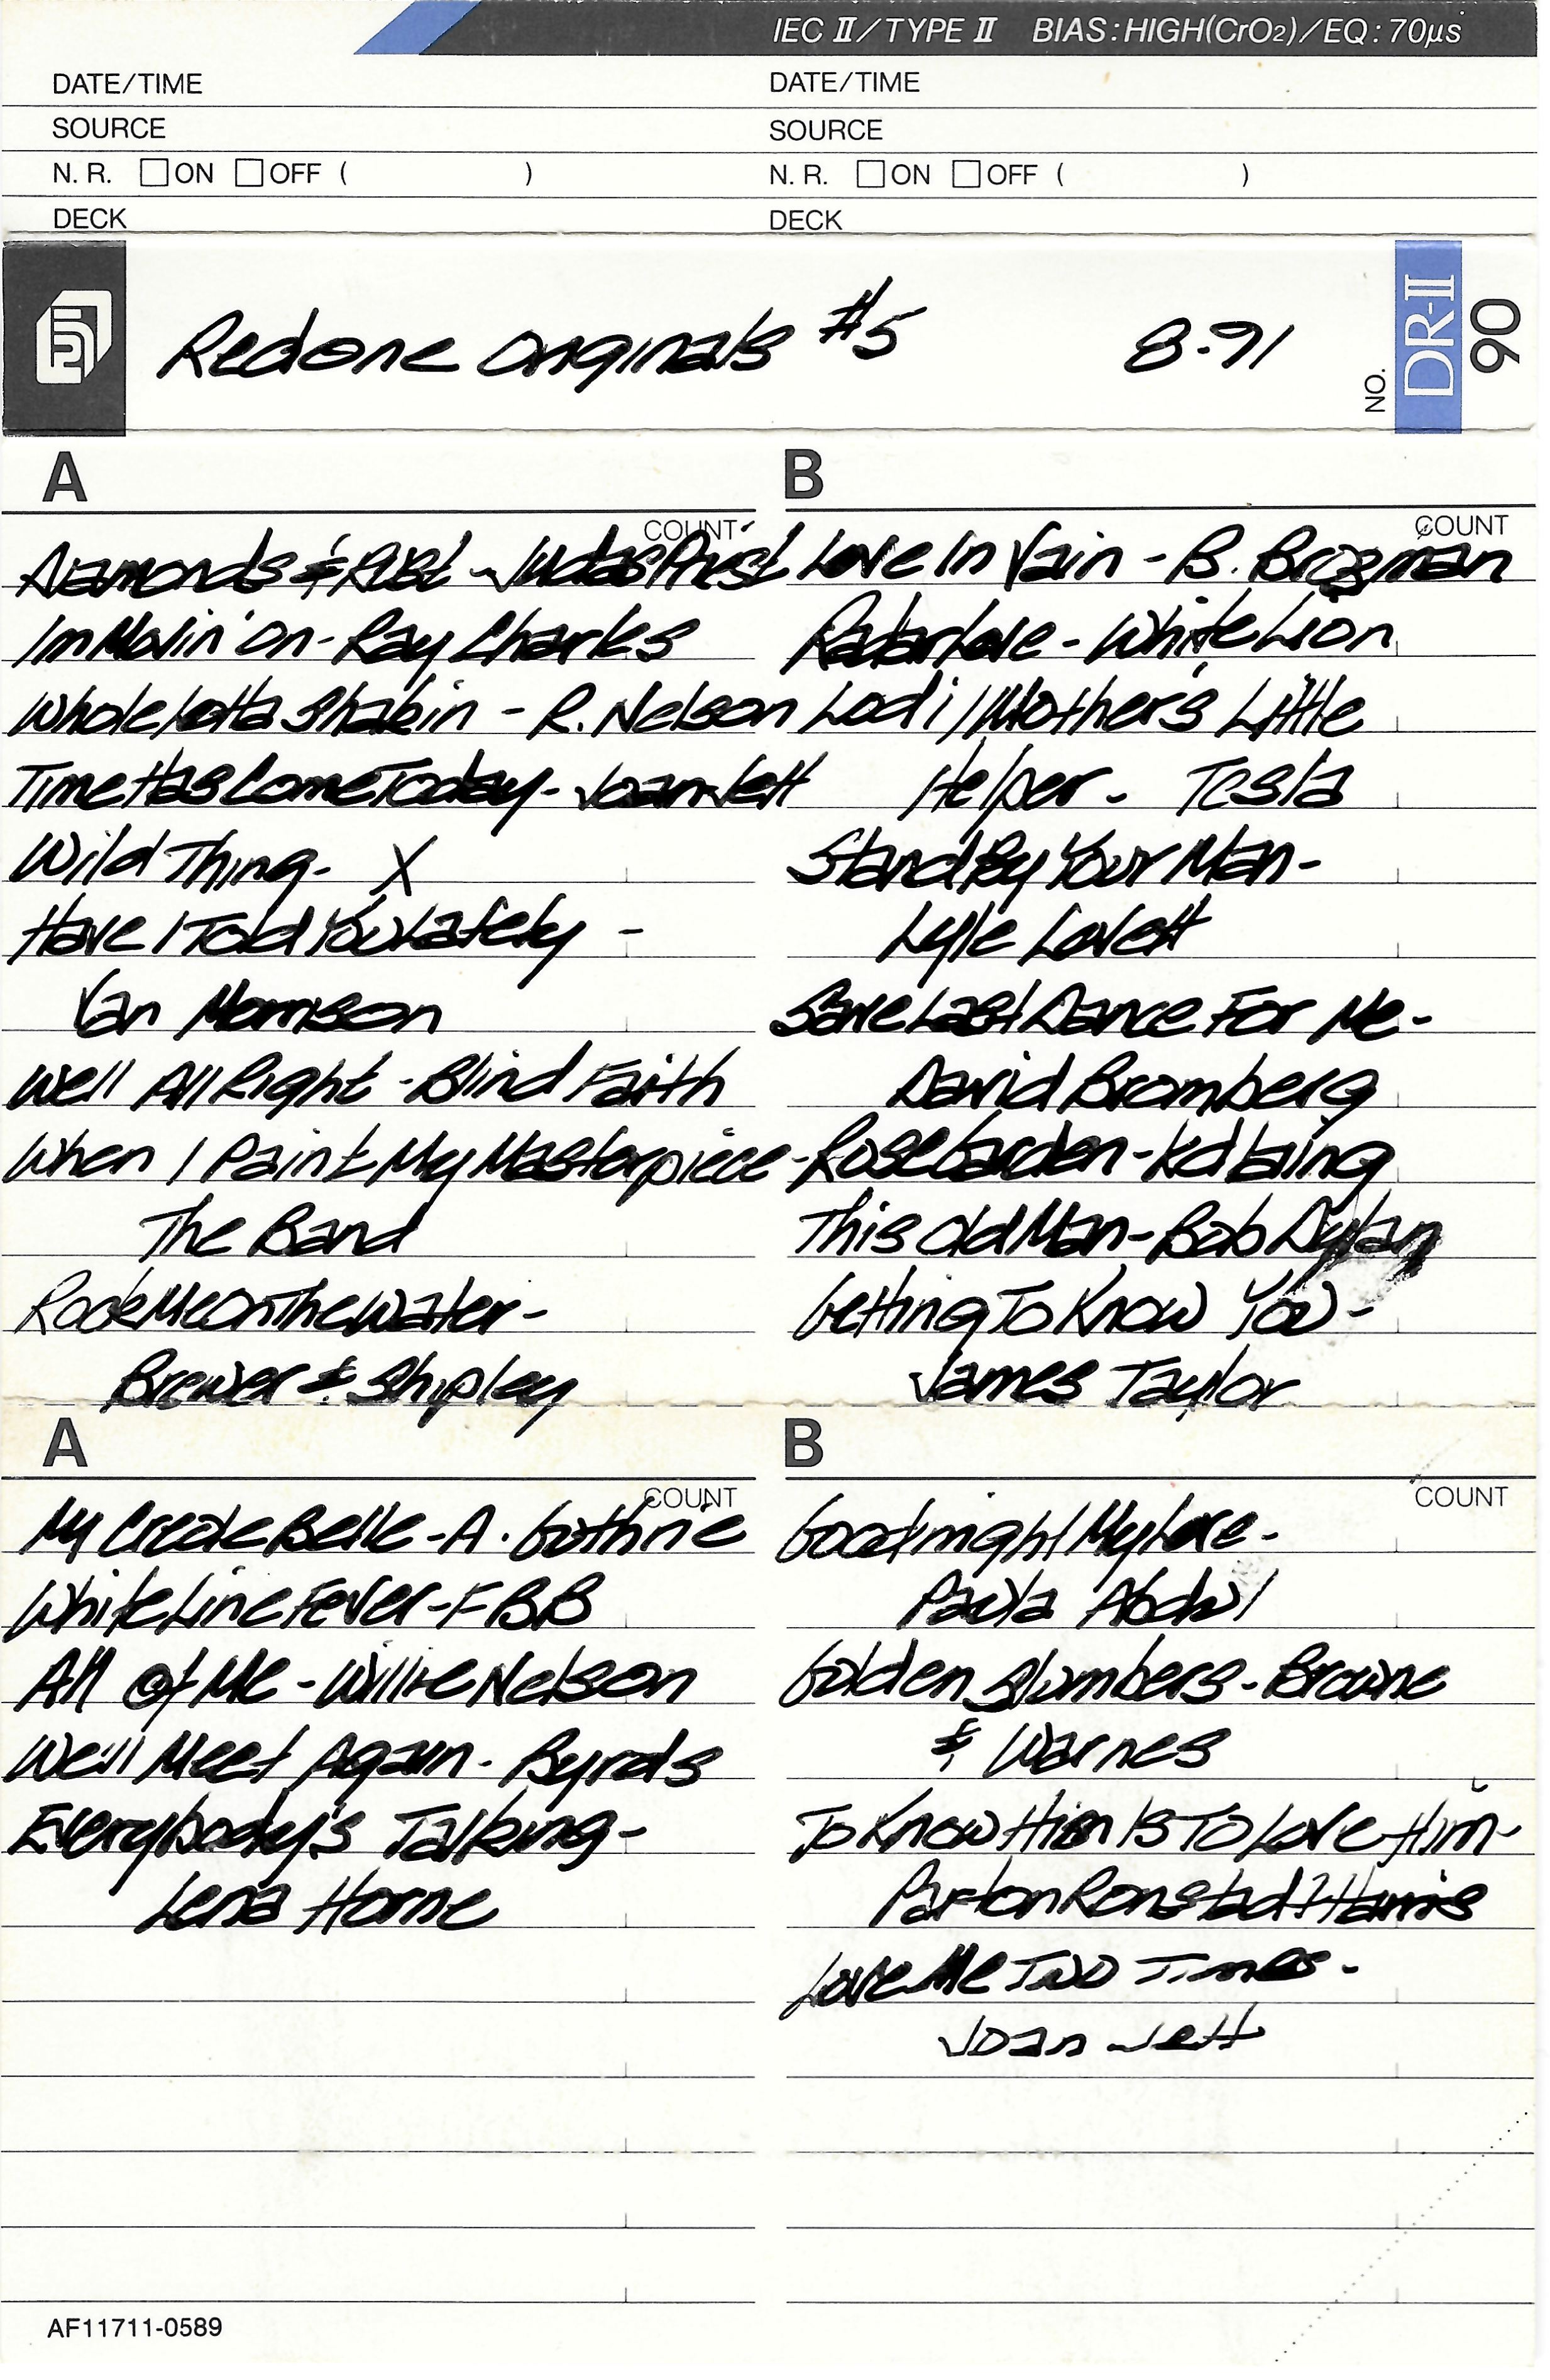 IEC II/TYPE II BIAS:HIGH(CrO2)/EQ:70µs
DATE/TIME
SOURCE
N.R. ☐ON ☐OFF ( )
DECK
DATE/TIME
SOURCE
N.R. ☐ON ☐OFF ( )
DECK
Redone Originals #5 8-91
NO.
DR-II
90
A
COUNT
Diamonds & Rust - Judas Priest
Im Movin' On - Ray Charles
Whole Lotta Shakin - R. Nelson
Time Has Come Today - Joan Jett
Wild Thing - X
Have I Told You Lately -
Van Morrison
Well All Right - Blind Faith
When I Paint My Masterpiece -
The Band
Rock Me On The Water -
Brewer & Shipley
B
COUNT
Love In Vain - B. Brozman
Radar Love - White Lion
Lodi / Mother's Little
Helper - Tesla
Stand By Your Man -
Lyle Lovett
Save Last Dance For Me -
David Bromberg
Rose Garden - Kd laing
This Old Man - Bob Dylan
Getting To Know You -
James Taylor
A
COUNT
My Creole Belle - A. Guthrie
White Line Fever - FBB
All of Me - Willie Nelson
We'll Meet Again - Byrds
Everybody's Talking -
Lena Horne
B
COUNT
Goodnight My Love -
Paula Abdul
Golden Slumbers - Browne
& Warnes
To Know Him Is To Love Him -
Parton Ronstadt Harris
Love Me Two Times -
Joan Jett
AF11711-0589